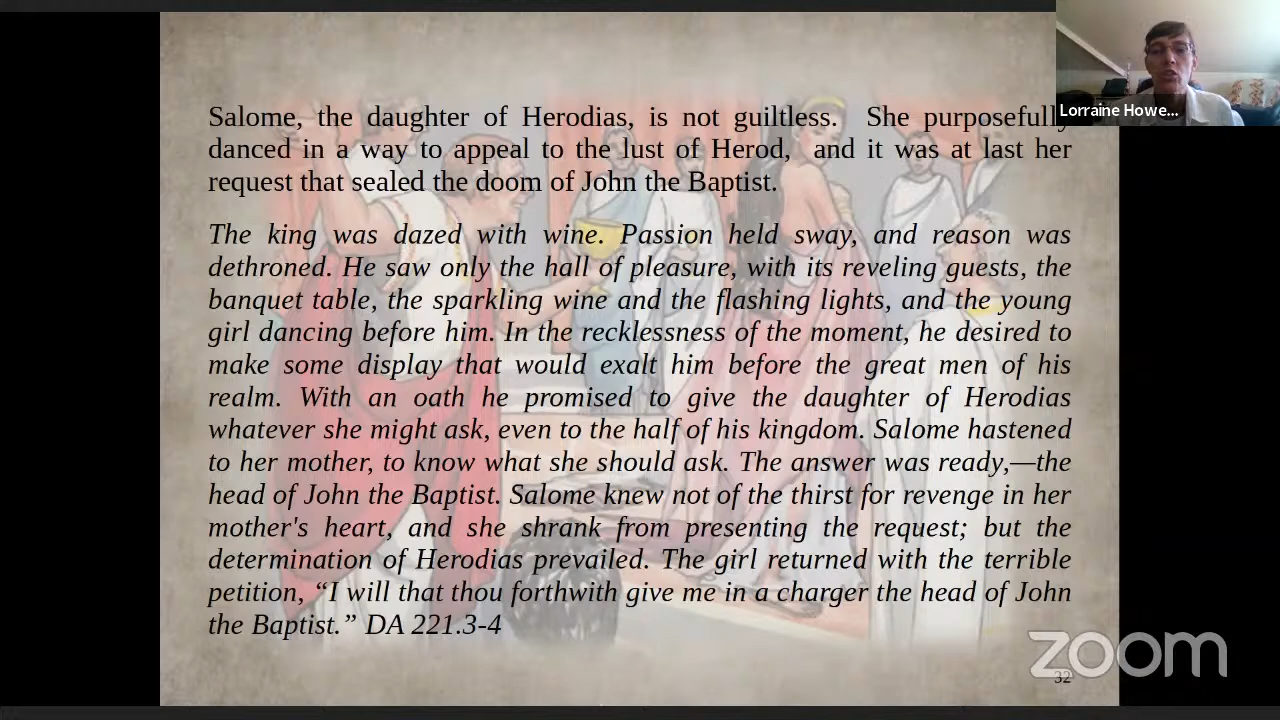 Salome, the daughter of Herodias, is not guiltless. She purposefully
danced in a way to appeal to the lust of Herod, and it was at last her
request that sealed the doom of John the Baptist.
The king was dazed with wine. Passion held sway, and reason was
dethroned. He saw only the hall of pleasure, with its reveling guests, the
banquet table, the sparkling wine and the flashing lights, and the young
girl dancing before him. In the recklessness of the moment, he desired to
make some display that would exalt him before the great men of his
realm. With an oath he promised to give the daughter of Herodias
whatever she might ask, even to the half of his kingdom. Salome hastened
to her mother, to know what she should ask. The answer was ready,—the
head of John the Baptist. Salome knew not of the thirst for revenge in her
mother's heart, and she shrank from presenting the request; but the
determination of Herodias prevailed. The girl returned with the terrible
petition, “I will that thou forthwith give me in a charger the head of John
the Baptist.” DA 221.3-4
Lorraine Howe...
zoom
32